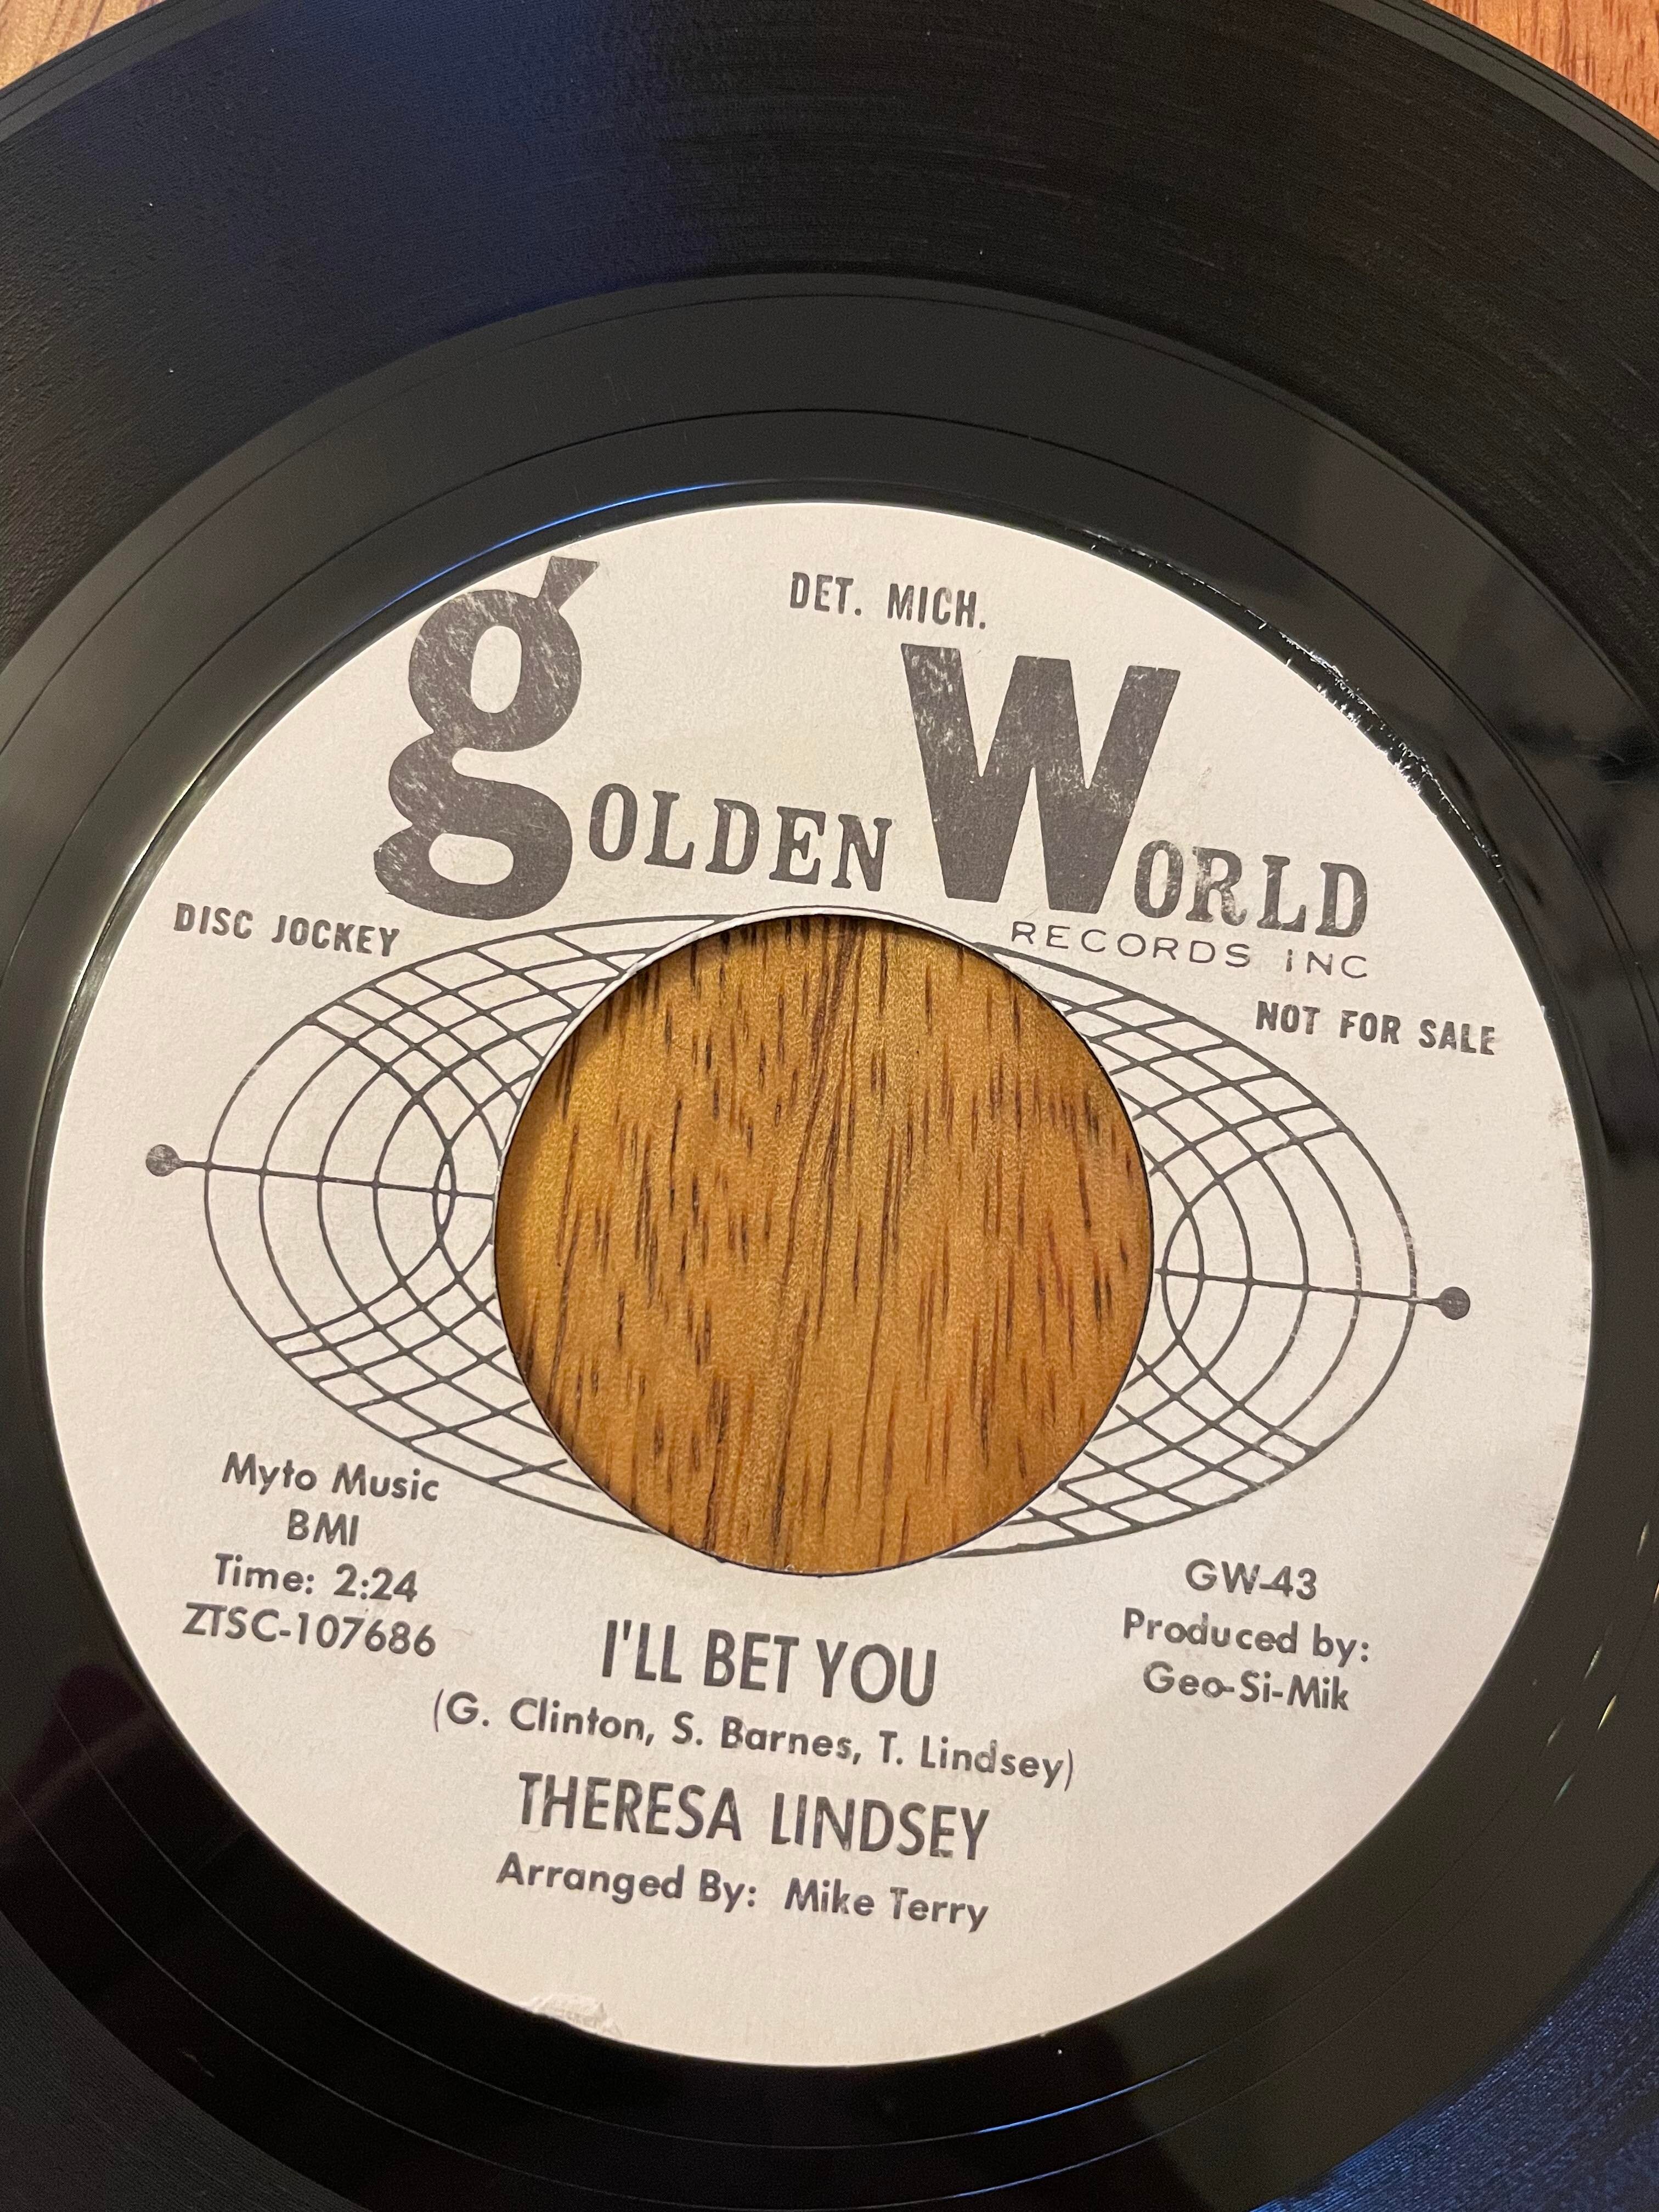 DET. MICH.
gOLDEN WORLD
RECORDS INC
DISC JOCKEY
NOT FOR SALE
Myto Music
BMI
Time: 2:24
ZTSC-107686
GW-43
Produced by:
Geo-Si-Mik
I'LL BET YOU
(G. Clinton, S. Barnes, T. Lindsey)
THERESA LINDSEY
Arranged By: Mike Terry